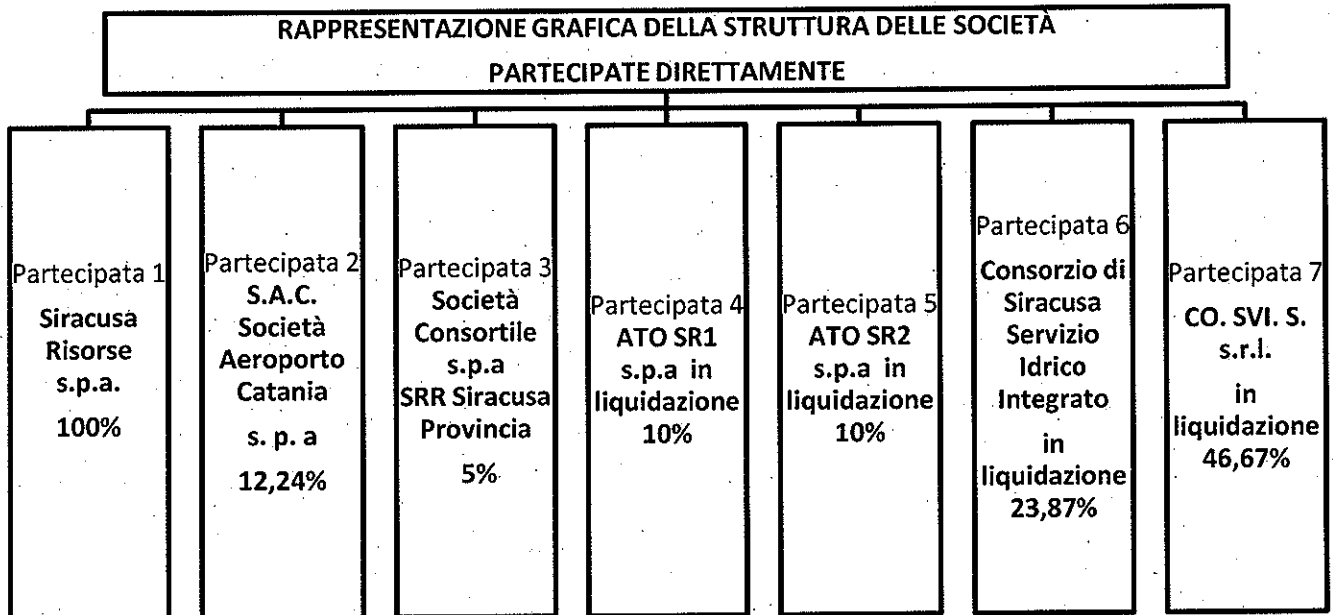 RAPPRESENTAZIONE GRAFICA DELLA STRUTTURA DELLE SOCIETÀ
PARTECIPATE DIRETTAMENTE
Partecipata 1
Siracusa
Risorse
s.p.a.
100%
Partecipata 2
S.A.C.
Società
Aeroporto
Catania
s. p. a
12,24%
Partecipata 3
Società
Consortile
s.p.a
SRR Siracusa
Provincia
5%
Partecipata 4
ATO SR1
s.p.a in
liquidazione
10%
Partecipata 5
ATO SR2
s.p.a in
liquidazione
10%
Partecipata 6
Consorzio di
Siracusa
Servizio
Idrico
Integrato
in
liquidazione
23,87%
Partecipata 7
CO. SVI. S.
s.r.l.
in
liquidazione
46,67%